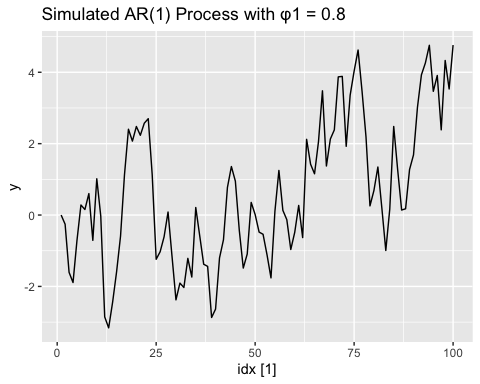 Simulated AR(1) Process with φ1 = 0.8
4
2
0
-2
y
0 25 50 75 100
idx [1]